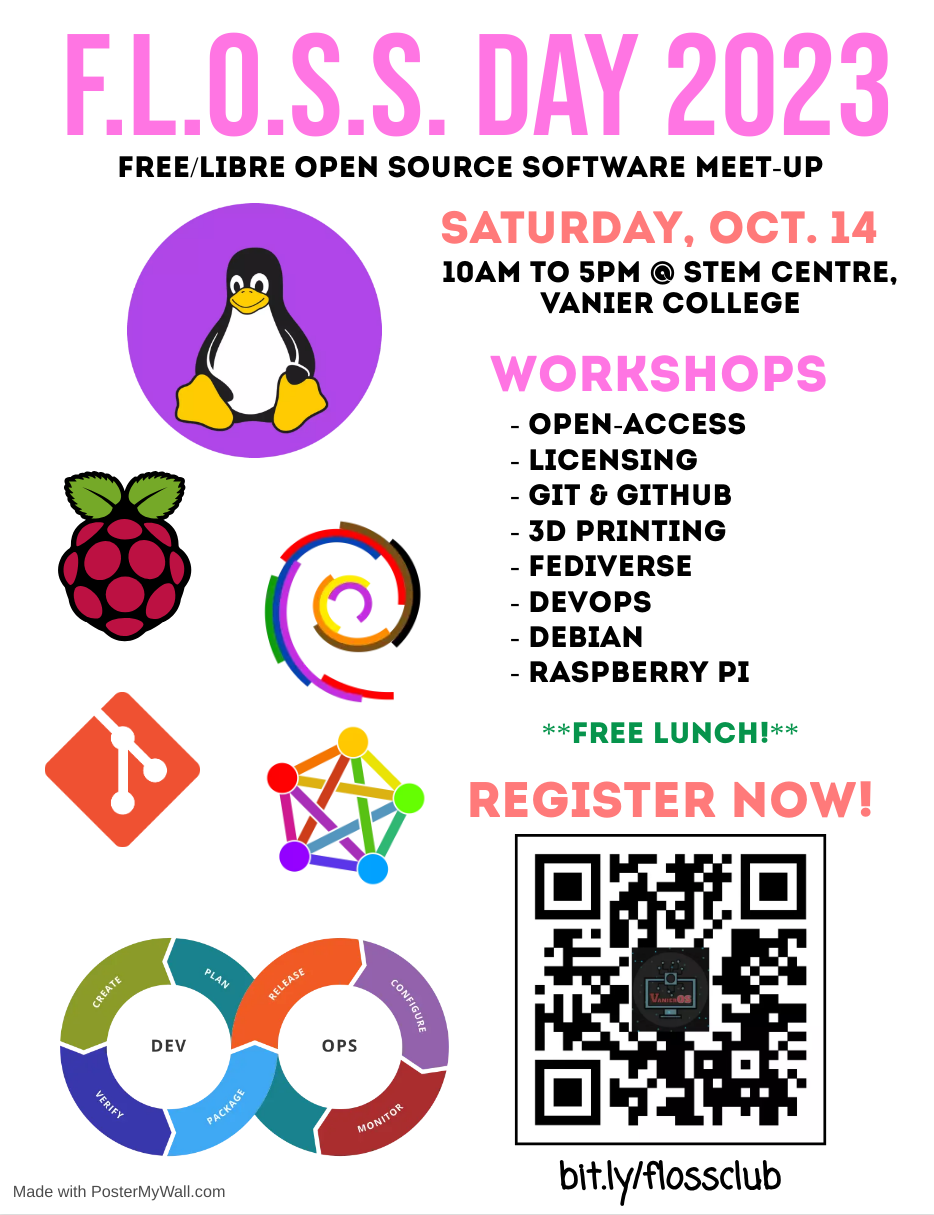 F.L.O.S.S. DAY 2023
FREE/LIBRE OPEN SOURCE SOFTWARE MEET-UP
SATURDAY, OCT. 14
10AM TO 5PM @ STEM CENTRE,
VANIER COLLEGE
WORKSHOPS
- OPEN-ACCESS
- LICENSING
- GIT & GITHUB
- 3D PRINTING
- FEDIVERSE
- DEVOPS
- DEBIAN
- RASPBERRY PI
**FREE LUNCH!**
REGISTER NOW!
VANIEROS
bit.ly/flossclub
CREATE
PLAN
RELEASE
CONFIGURE
DEV
OPS
VERIFY
PACKAGE
MONITOR
Made with PosterMyWall.com